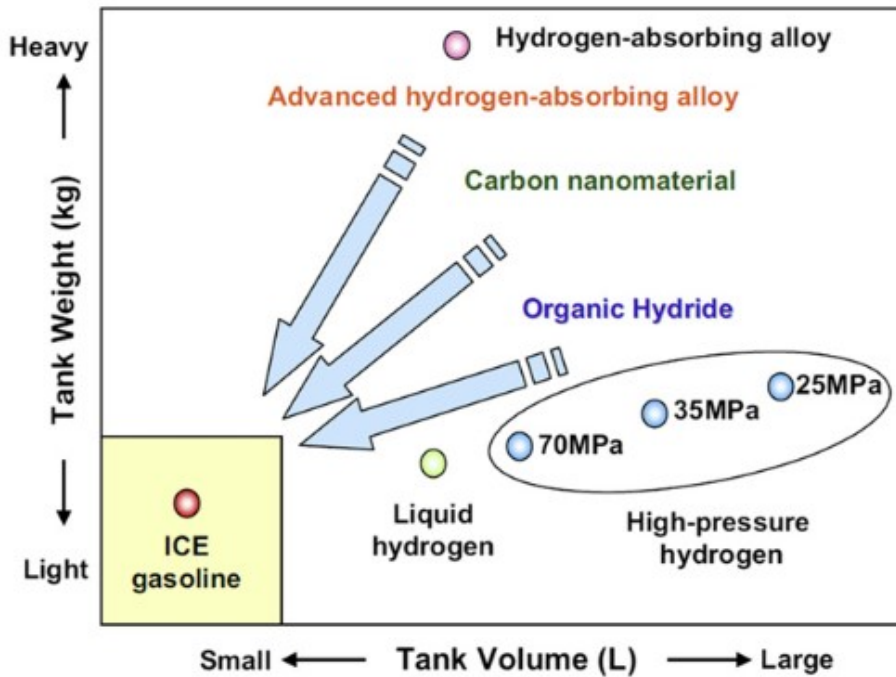 Heavy
Hydrogen-absorbing alloy
Advanced hydrogen-absorbing alloy
Carbon nanomaterial
Tank Weight (kg)
Organic Hydride
25MPa
35MPa
70MPa
Liquid
hydrogen
High-pressure
hydrogen
ICE
gasoline
Light
Small
Tank Volume (L)
Large